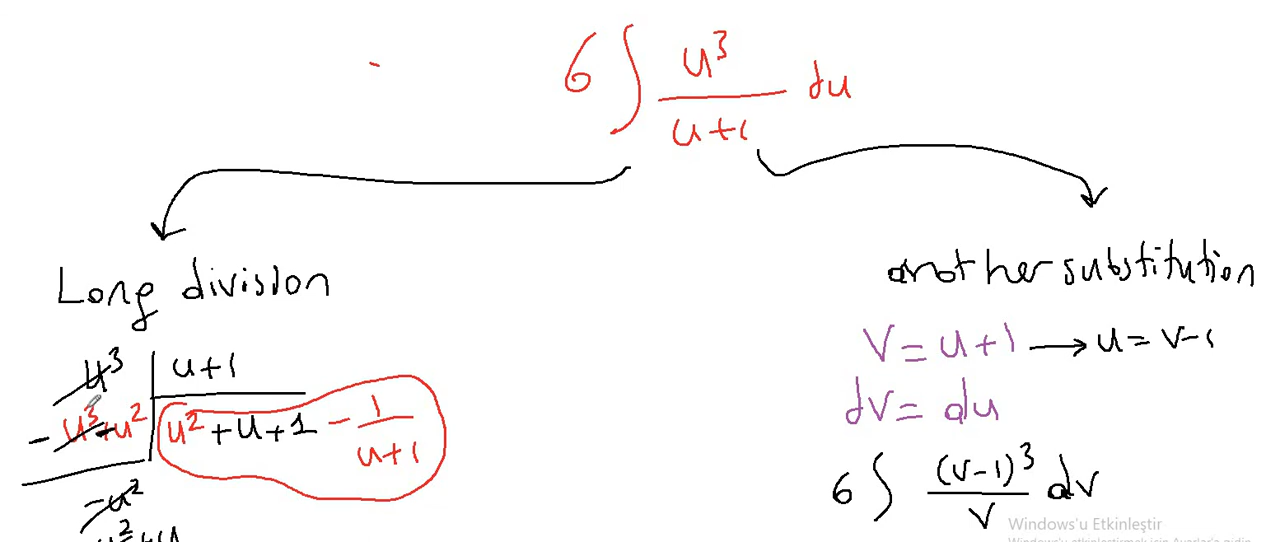 6 ∫ u³/(u+1) du
Long division
another substitution
u³ | u+1
- u³+u² | u² + u + 1 - 1/(u+1)
-u²
V = u+1 → u = v-1
dv = du
6 ∫ (v-1)³/v dv
Windows'u Etkinleştir